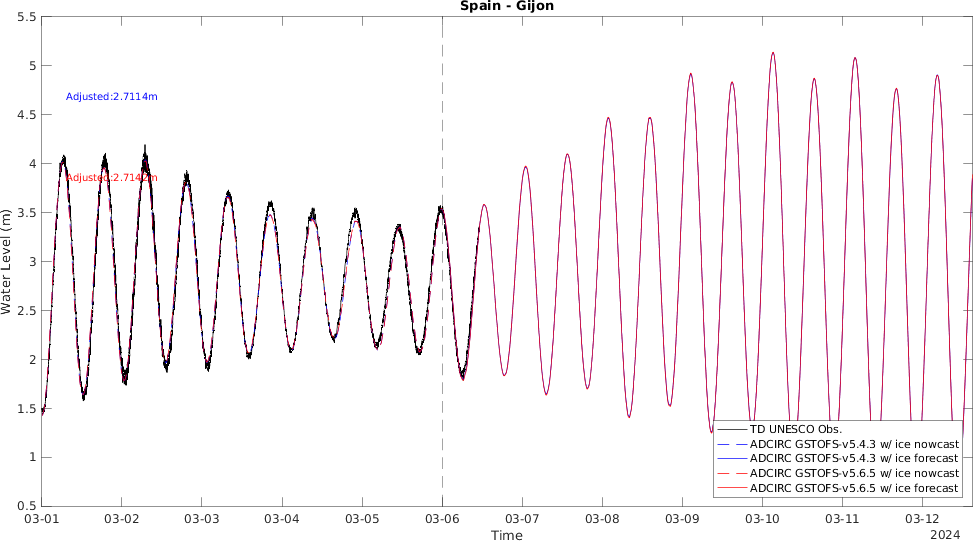 Spain - Gijon
5.5
5
4.5
4
3.5
3
2.5
2
1.5
1
0.5
Water Level (m)
Adjusted:2.7114m
Adjusted:2.7142m
TD UNESCO Obs.
ADCIRC GSTOFS-v5.4.3 w/ ice nowcast
ADCIRC GSTOFS-v5.4.3 w/ ice forecast
ADCIRC GSTOFS-v5.6.5 w/ ice nowcast
ADCIRC GSTOFS-v5.6.5 w/ ice forecast
03-01 03-02 03-03 03-04 03-05 03-06 03-07 03-08 03-09 03-10 03-11 03-12
Time
2024